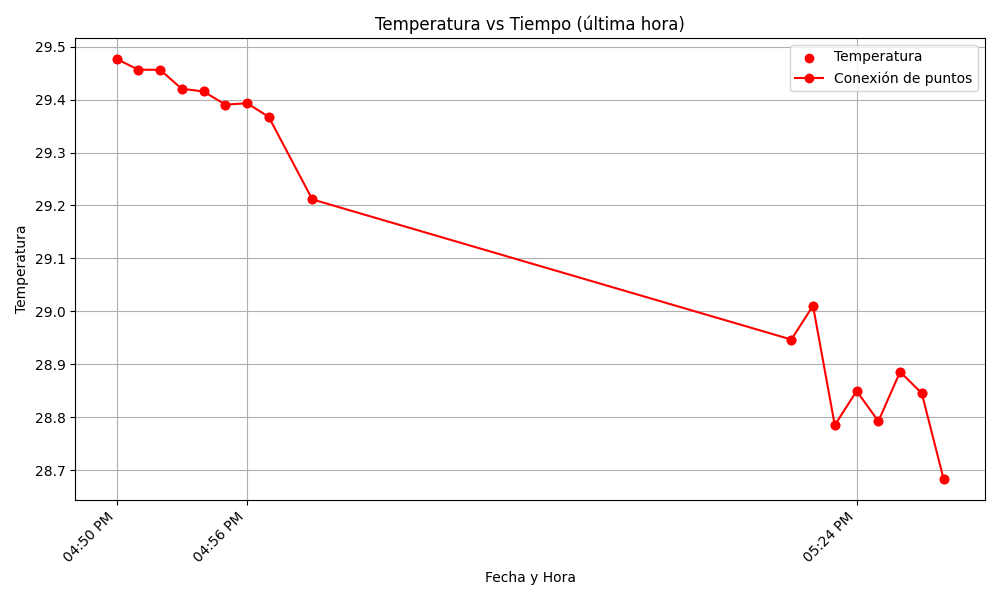 Temperatura vs Tiempo (última hora)
Temperatura
Conexión de puntos
29.5
29.4
29.3
29.2
29.1
29.0
28.9
28.8
28.7
Temperatura
04:50 PM
04:56 PM
05:24 PM
Fecha y Hora